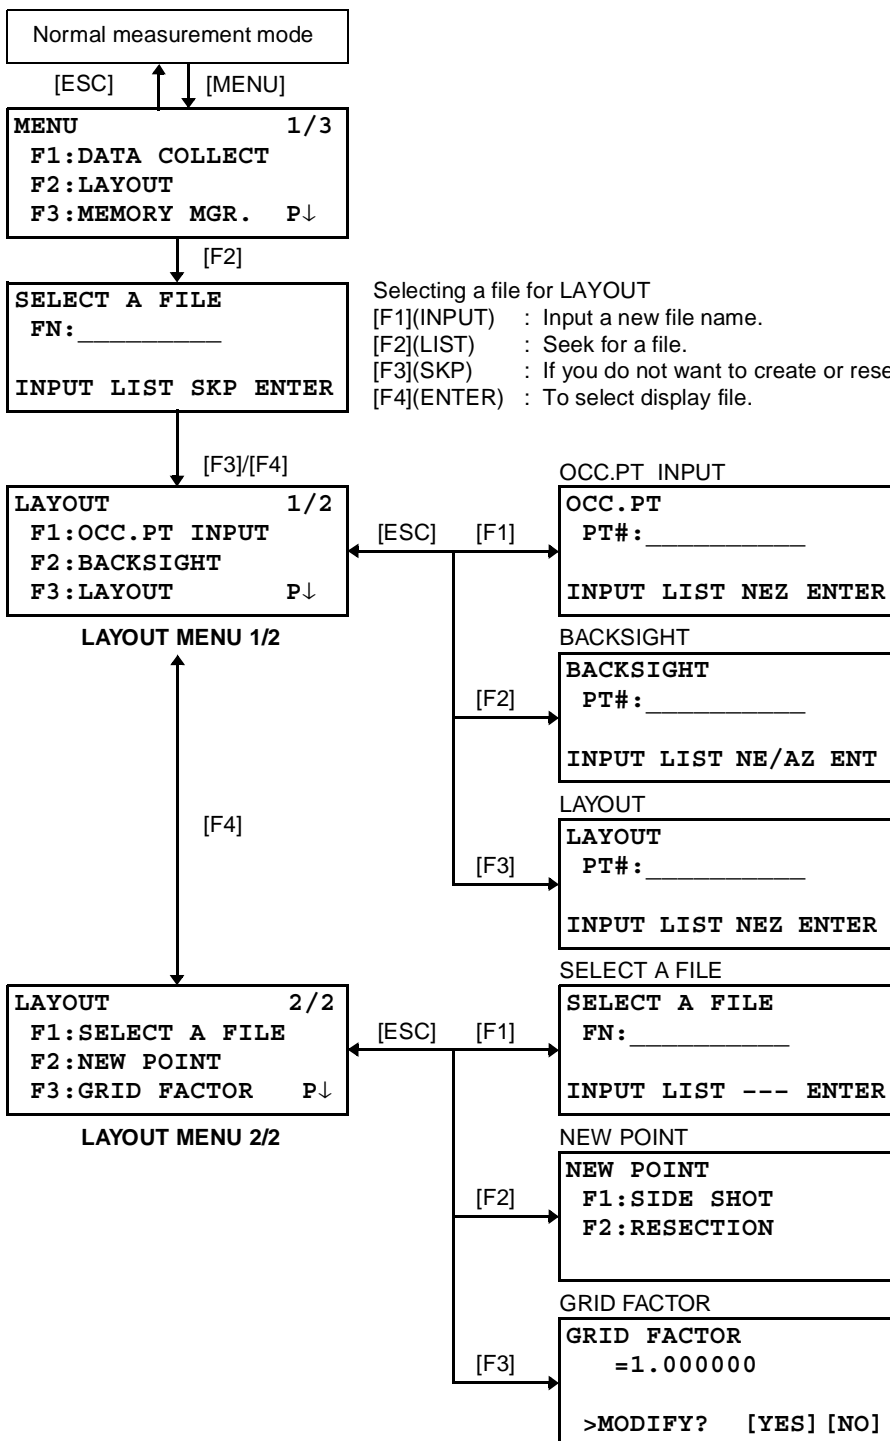 Normal measurement mode
[ESC] [MENU]
MENU 1/3
F1:DATA COLLECT
F2:LAYOUT
F3:MEMORY MGR. P↓
[F2]
SELECT A FILE
FN:_________
INPUT LIST SKP ENTER
Selecting a file for LAYOUT
[F1](INPUT) : Input a new file name.
[F2](LIST) : Seek for a file.
[F3](SKP) : If you do not want to create or rese
[F4](ENTER) : To select display file.
[F3]/[F4]
LAYOUT 1/2
F1:OCC.PT INPUT
F2:BACKSIGHT
F3:LAYOUT P↓
LAYOUT MENU 1/2
[ESC] [F1]
OCC.PT INPUT
OCC.PT
PT#:__________
INPUT LIST NEZ ENTER
[F2]
BACKSIGHT
BACKSIGHT
PT#:__________
INPUT LIST NE/AZ ENT
[F3]
LAYOUT
LAYOUT
PT#:__________
INPUT LIST NEZ ENTER
[F4]
LAYOUT 2/2
F1:SELECT A FILE
F2:NEW POINT
F3:GRID FACTOR P↓
LAYOUT MENU 2/2
[ESC] [F1]
SELECT A FILE
SELECT A FILE
FN:__________
INPUT LIST --- ENTER
[F2]
NEW POINT
NEW POINT
F1:SIDE SHOT
F2:RESECTION
[F3]
GRID FACTOR
GRID FACTOR
=1.000000
>MODIFY? [YES][NO]